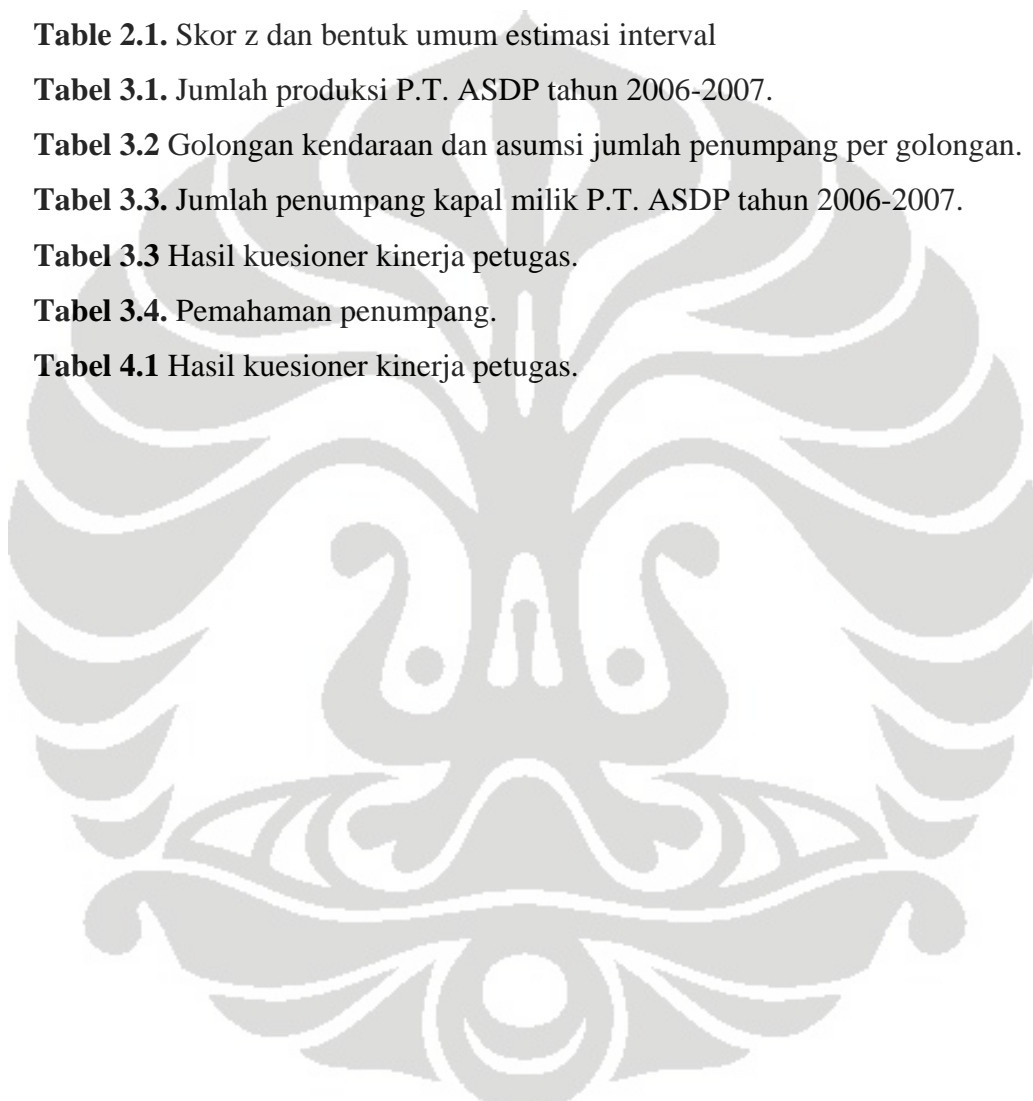 Table 2.1. Skor z dan bentuk umum estimasi interval
Tabel 3.1. Jumlah produksi P.T. ASDP tahun 2006-2007.
Tabel 3.2 Golongan kendaraan dan asumsi jumlah penumpang per golongan.
Tabel 3.3. Jumlah penumpang kapal milik P.T. ASDP tahun 2006-2007.
Tabel 3.3 Hasil kuesioner kinerja petugas.
Tabel 3.4. Pemahaman penumpang.
Tabel 4.1 Hasil kuesioner kinerja petugas.